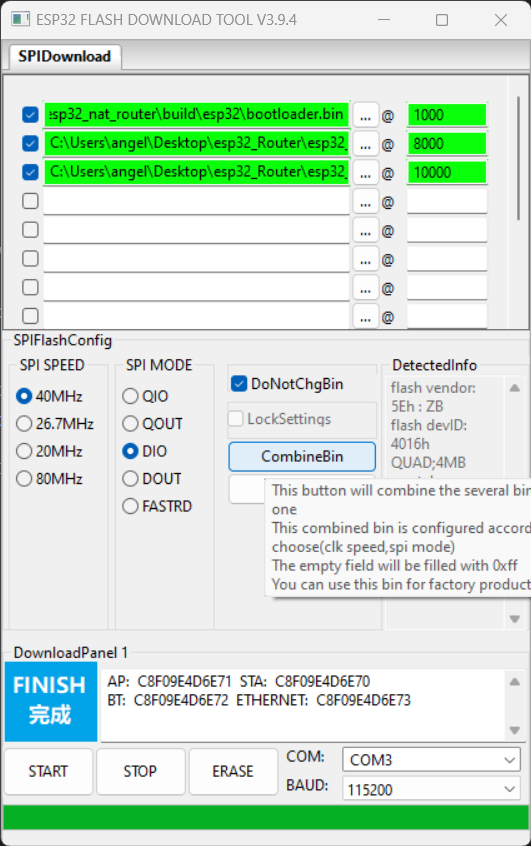 ESP32 FLASH DOWNLOAD TOOL V3.9.4
SPIDownload
esp32_nat_router\build\esp32\bootloader.bin ... @ 1000
C:\Users\angel\Desktop\esp32_Router\esp32_ ... @ 8000
C:\Users\angel\Desktop\esp32_Router\esp32_ ... @ 10000
... @
... @
... @
... @
... @
SPIFlashConfig
SPI SPEED
40MHz
26.7MHz
20MHz
80MHz
SPI MODE
QIO
QOUT
DIO
DOUT
FASTRD
DoNotChgBin
LockSettings
CombineBin
This button will combine the several bin
one
This combined bin is configured accord
choose(clk speed,spi mode)
The empty field will be filled with 0xff
You can use this bin for factory product
DetectedInfo
flash vendor:
5Eh : ZB
flash devID:
4016h
QUAD;4MB
DownloadPanel 1
FINISH
完成
AP: C8F09E4D6E71 STA: C8F09E4D6E70
BT: C8F09E4D6E72 ETHERNET: C8F09E4D6E73
START
STOP
ERASE
COM: COM3
BAUD: 115200